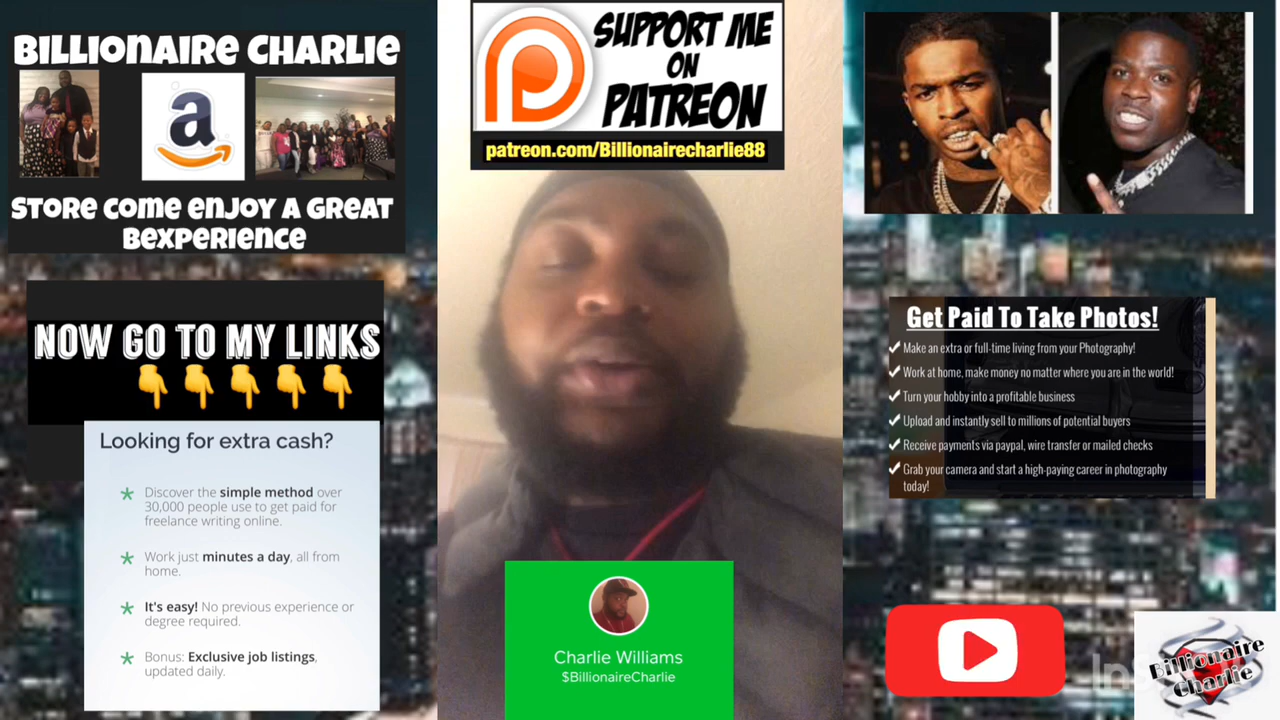 BILLIONAIRE CHARLIE
a
STORE COME ENJOY A GREAT
BEXPERIENCE
NOW GO TO MY LINKS
Looking for extra cash?
Discover the simple method over
30,000 people use to get paid for
freelance writing online.
Work just minutes a day, all from
home.
It's easy! No previous experience or
degree required.
Bonus: Exclusive job listings,
updated daily.
SUPPORT ME
ON
PATREON
patreon.com/Billionairecharlie88
Charlie Williams
$BillionaireCharlie
Get Paid To Take Photos!
Make an extra or full-time living from your Photography!
Work at home, make money no matter where you are in the world!
Turn your hobby into a profitable business
Upload and instantly sell to millions of potential buyers
Receive payments via paypal, wire transfer or mailed checks
Grab your camera and start a high-paying career in photography
today!
Billionaire
Charlie